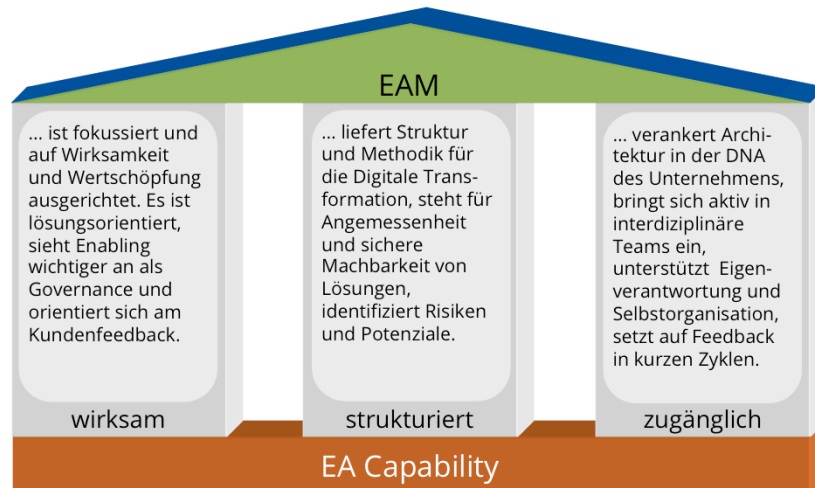 EAM
... ist fokussiert und
auf Wirksamkeit
und Wertschöpfung
ausgerichtet. Es ist
lösungsorientiert,
sieht Enabling
wichtiger an als
Governance und
orientiert sich am
Kundenfeedback.
wirksam
... liefert Struktur
und Methodik für
die Digitale Trans-
formation, steht für
Angemessenheit
und sichere
Machbarkeit von
Lösungen,
identifiziert Risiken
und Potenziale.
strukturiert
... verankert Archi-
tektur in der DNA
des Unternehmens,
bringt sich aktiv in
interdiziplinäre
Teams ein,
unterstützt Eigen-
verantwortung und
Selbstorganisation,
setzt auf Feedback
in kurzen Zyklen.
zugänglich
EA Capability